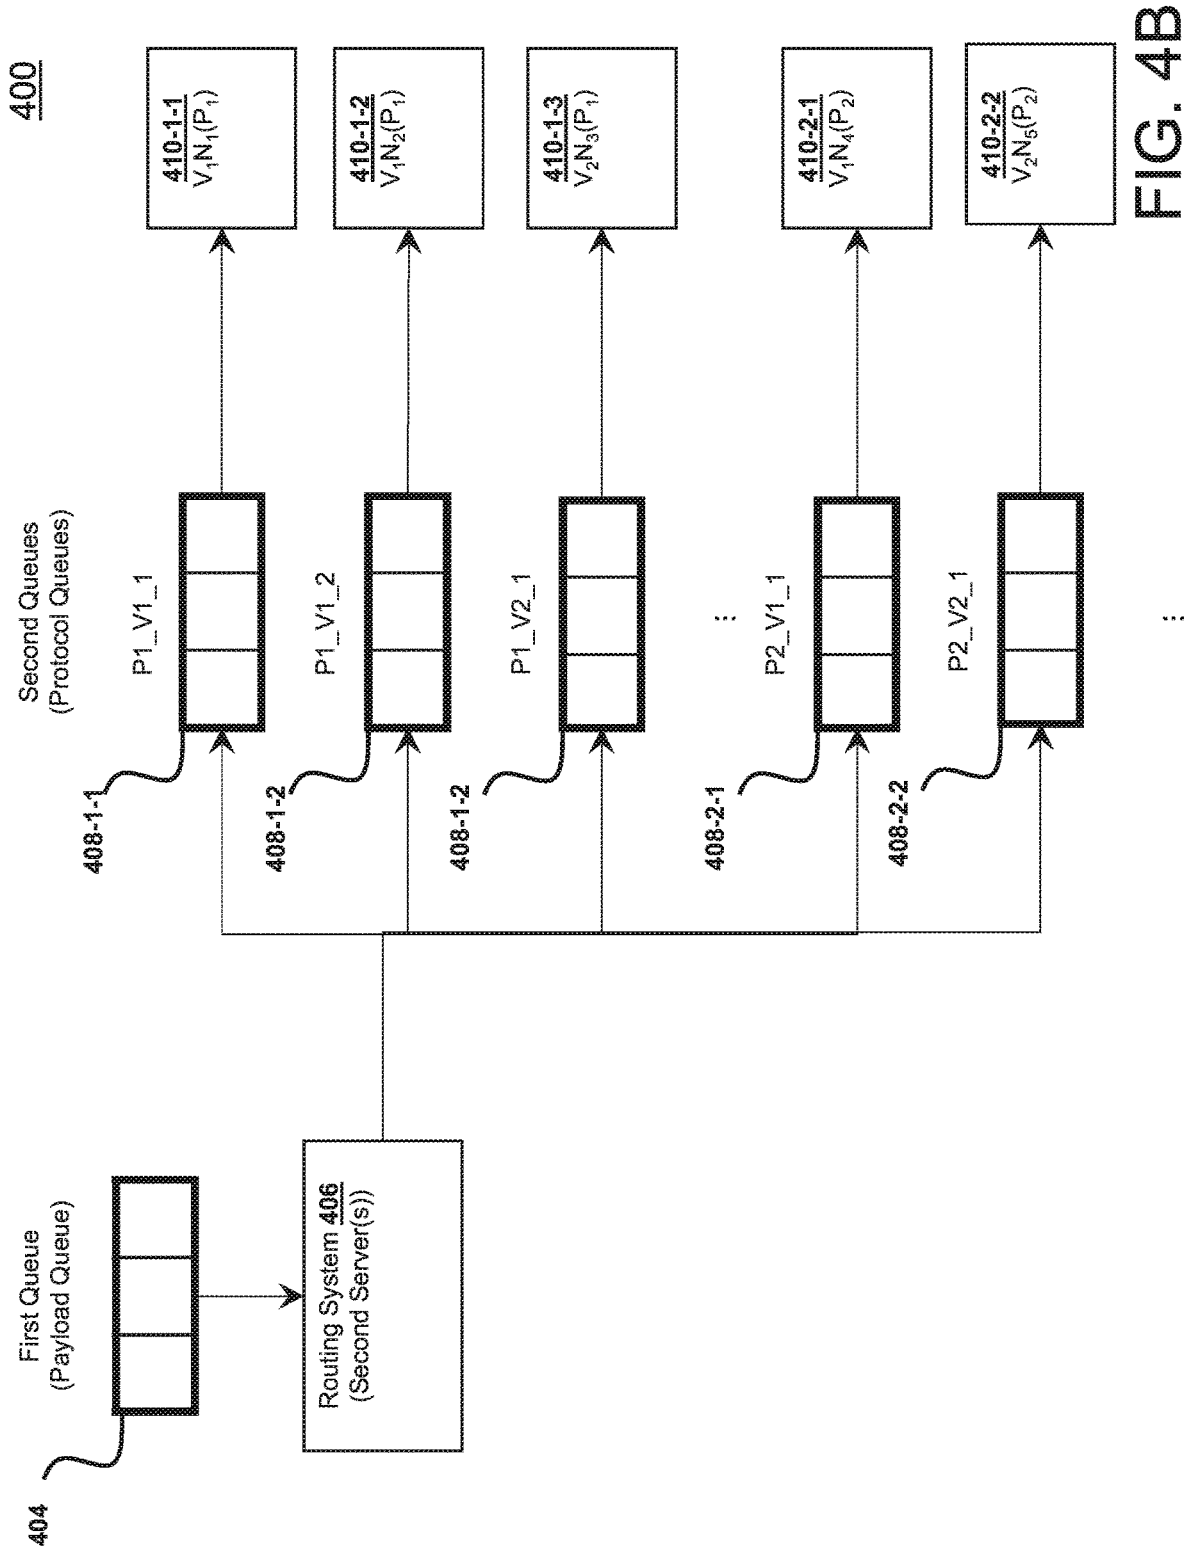 400
First Queue
(Payload Queue)
404
Routing System 406
(Second Server(s))
Second Queues
(Protocol Queues)
408-1-1
P1_V1_1
410-1-1
V₁N₁(P₁)
408-1-2
P1_V1_2
410-1-2
V₁N₂(P₁)
408-1-2
P1_V2_1
410-1-3
V₂N₃(P₁)
...
408-2-1
P2_V1_1
410-2-1
V₁N₄(P₂)
408-2-2
P2_V2_1
410-2-2
V₂N₅(P₂)
...
FIG. 4B